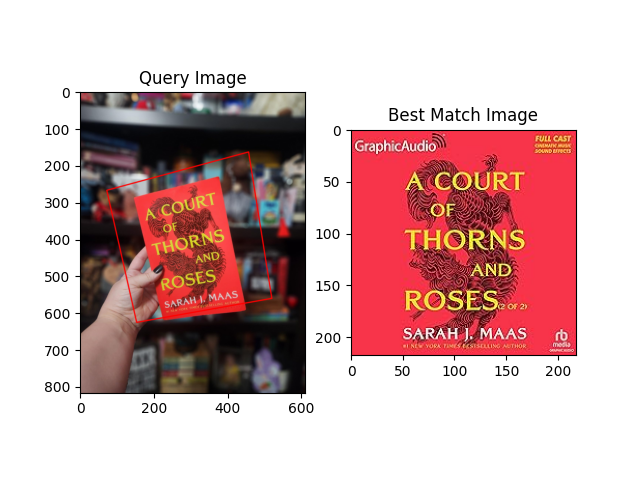 Query Image
0
100
200
300
400
500
600
700
800
0
200
400
600
A COURT
OF
THORNS
AND
ROSES
SARAH J. MAAS
Best Match Image
0
50
100
150
200
0
50
100
150
200
GraphicAudio
FULL CAST
CINEMATIC MUSIC
SOUND EFFECTS
A COURT
OF
THORNS
AND
ROSES (2 OF 2)
SARAH J. MAAS
#1 NEW YORK TIMES BESTSELLING AUTHOR
rb
media
GRAPHIC AUDIO